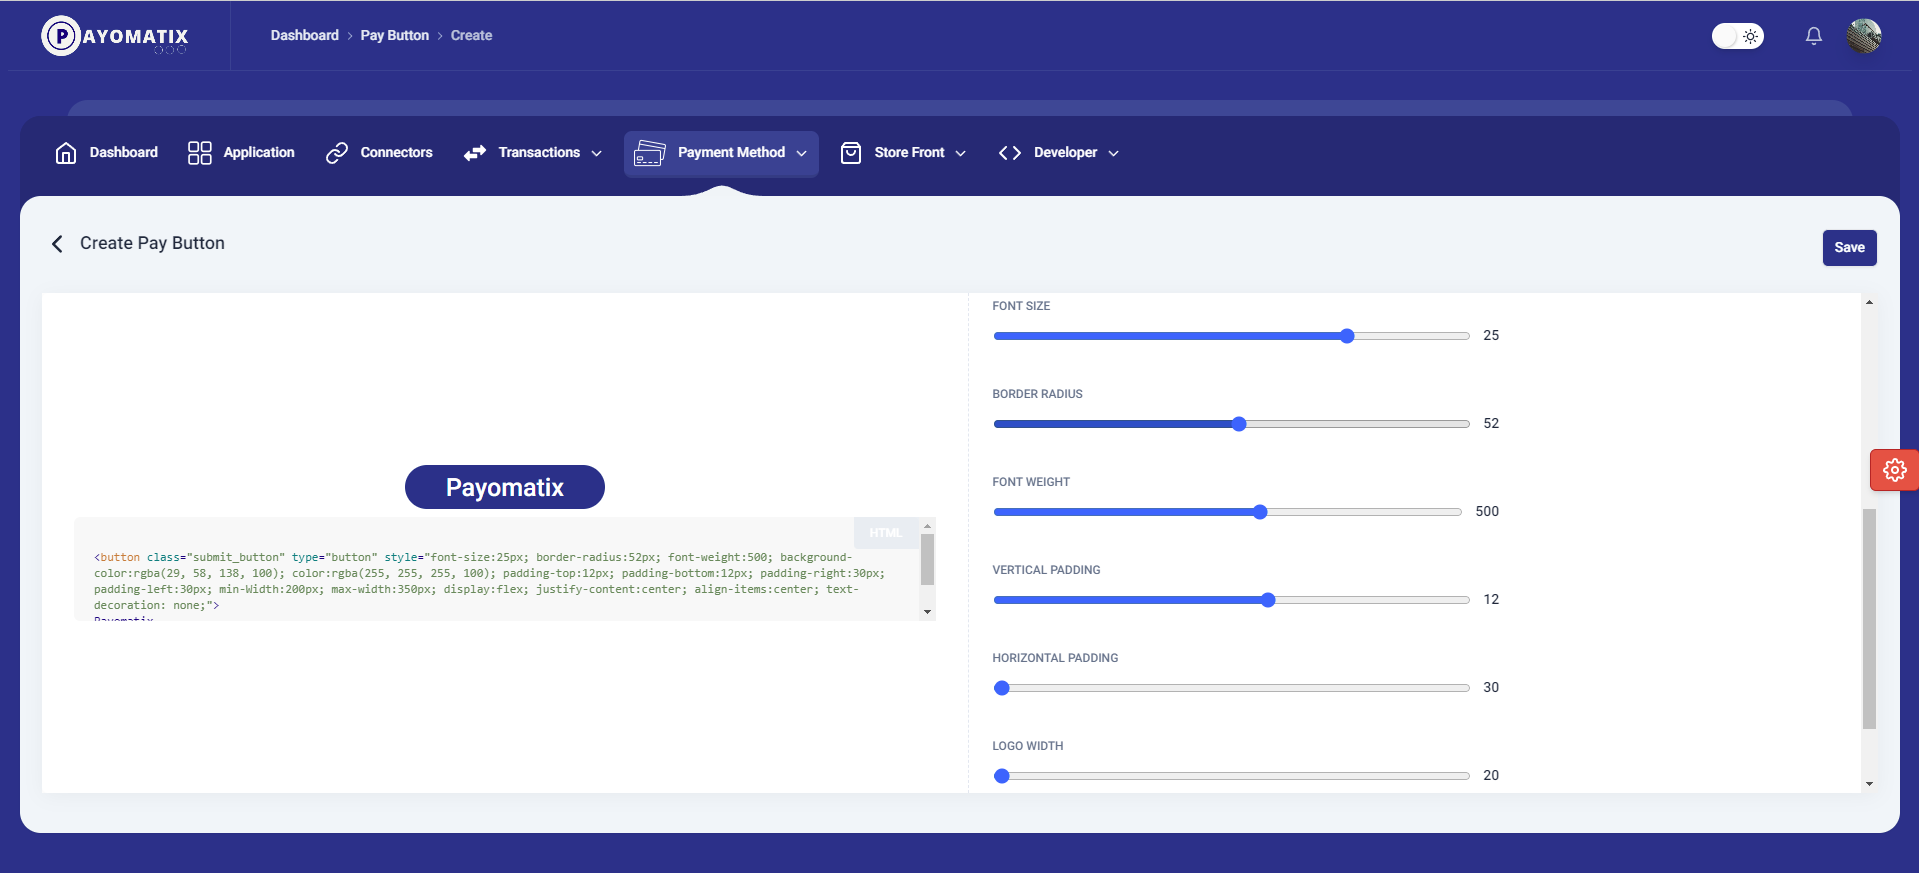 PAYOMATIX
Dashboard > Pay Button > Create
Dashboard
Application
Connectors
Transactions
Payment Method
Store Front
Developer
Create Pay Button
Save
Payomatix
HTML
<button class="submit_button" type="button" style="font-size:25px; border-radius:52px; font-weight:500; background-
color:rgba(29, 58, 138, 100); color:rgba(255, 255, 255, 100); padding-top:12px; padding-bottom:12px; padding-right:30px;
padding-left:30px; min-Width:200px; max-width:350px; display:flex; justify-content:center; align-items:center; text-
decoration: none;">
Payomatix
FONT SIZE
25
BORDER RADIUS
52
FONT WEIGHT
500
VERTICAL PADDING
12
HORIZONTAL PADDING
30
LOGO WIDTH
20